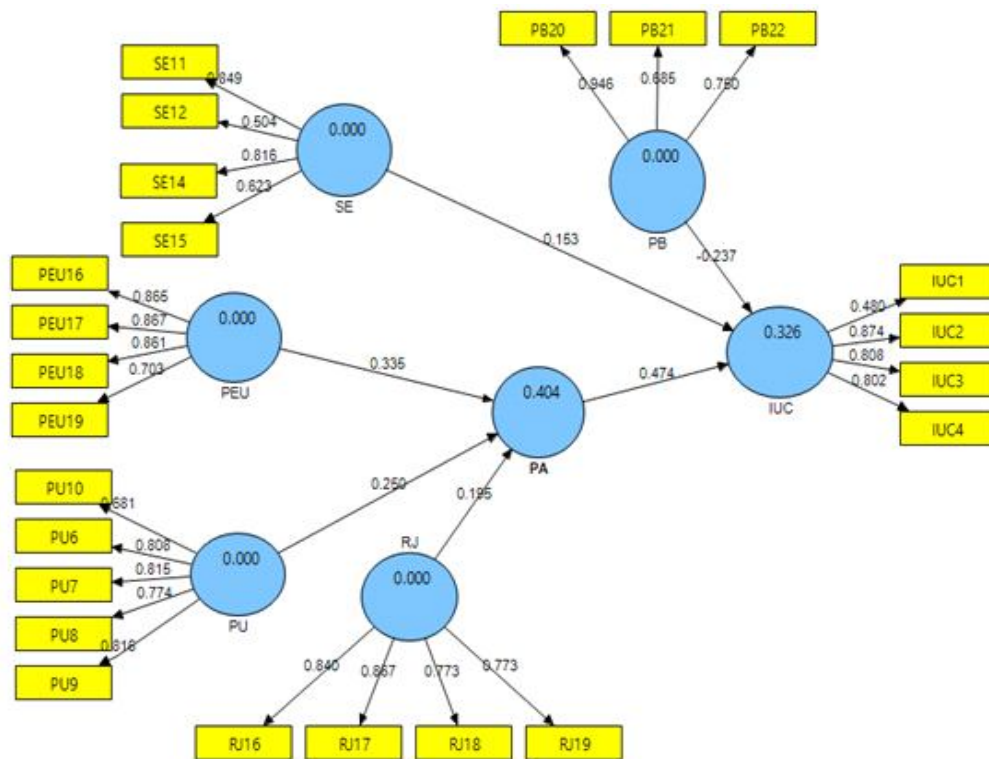 PB20
PB21
PB22
0.946
0.685
0.750
SE11
SE12
SE14
SE15
0.849
0.504
0.816
0.623
0.000
SE
0.000
PB
0.153
-0.237
PEU16
PEU17
PEU18
PEU19
0.865
0.867
0.861
0.703
0.000
PEU
0.335
0.326
IUC
IUC1
IUC2
IUC3
IUC4
0.480
0.874
0.808
0.802
0.404
PA
0.474
PU10
PU6
PU7
PU8
PU9
0.681
0.808
0.815
0.774
0.816
0.000
PU
0.250
0.195
RJ
0.000
0.840
0.867
0.773
0.773
RJ16
RJ17
RJ18
RJ19